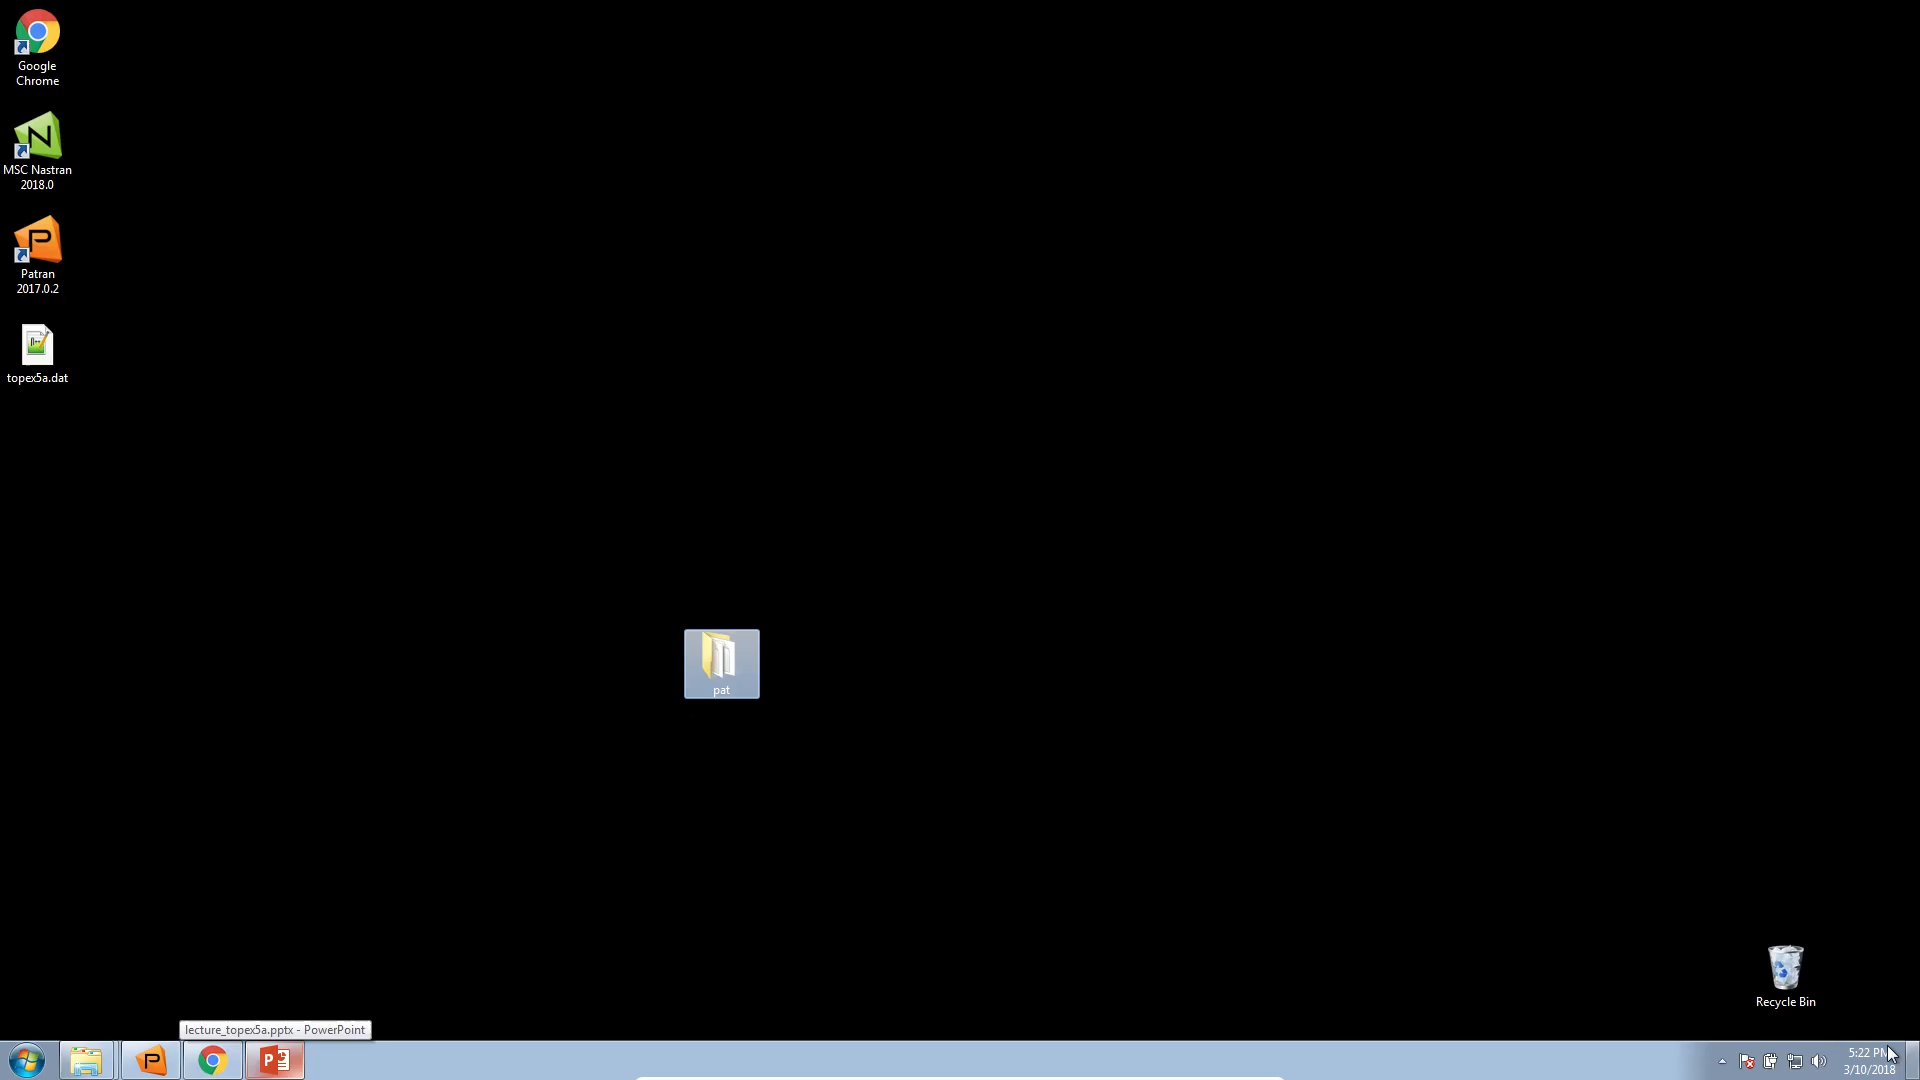 Google
Chrome
MSC Nastran
2018.0
Patran
2017.0.2
topex5a.dat
pat
Recycle Bin
lecture_topex5a.pptx - PowerPoint
5:22 PM
3/10/2018